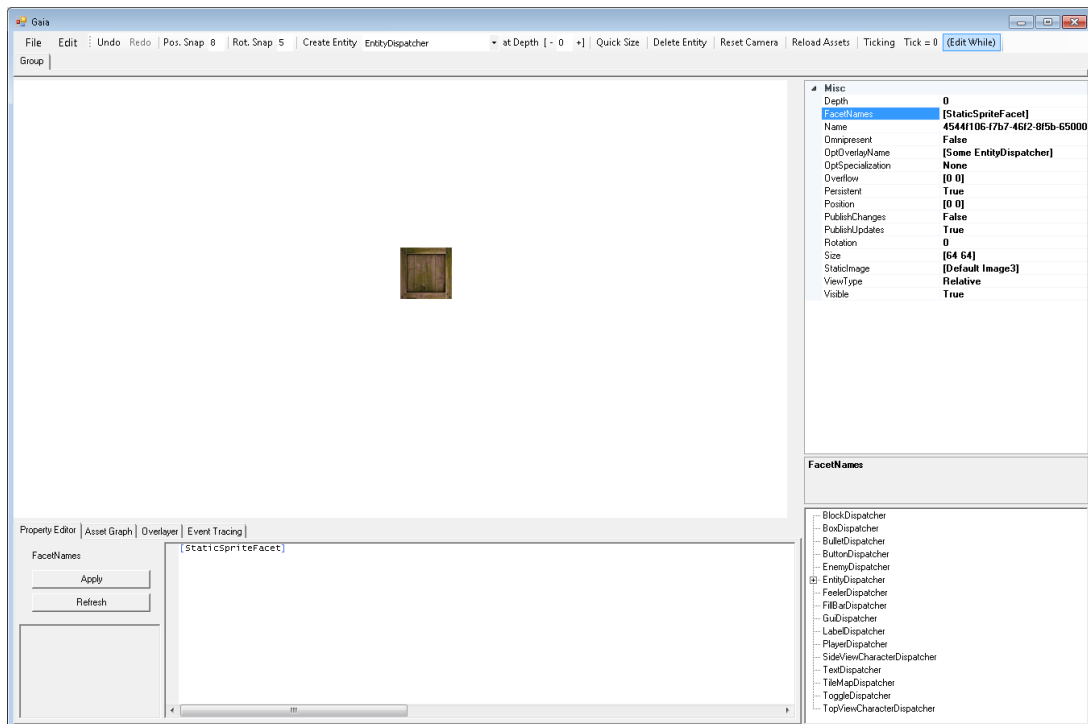 Gaia
File Edit Undo Redo Pos. Snap 8 Rot. Snap 5 Create Entity EntityDispatcher at Depth [ - 0 +] Quick Size Delete Entity Reset Camera Reload Assets Ticking Tick = 0 (Edit While)
Group
Misc
Depth 0
FacetNames [StaticSpriteFacet]
Name 4544f106-f7b7-46f2-8f5b-65000
Omnipresent False
OptOverlayName [Some EntityDispatcher]
OptSpecialization None
Overflow [0 0]
Persistent True
Position [0 0]
PublishChanges False
PublishUpdates True
Rotation 0
Size [64 64]
StaticImage [Default Image3]
ViewType Relative
Visible True
FacetNames
Property Editor Asset Graph Overlayer Event Tracing
FacetNames
Apply
Refresh
[StaticSpriteFacet]
BlockDispatcher
BoxDispatcher
BulletDispatcher
ButtonDispatcher
EnemyDispatcher
EntityDispatcher
FeelerDispatcher
FillBarDispatcher
GuiDispatcher
LabelDispatcher
PlayerDispatcher
SideViewCharacterDispatcher
TextDispatcher
TileMapDispatcher
ToggleDispatcher
TopViewCharacterDispatcher